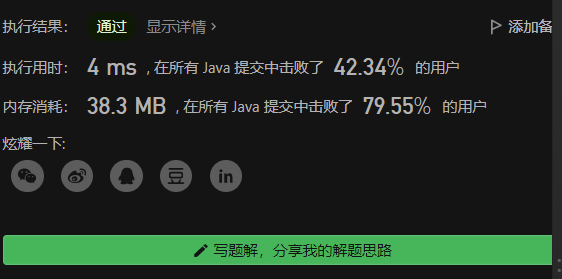 执行结果： 通过 显示详情 > 添加备
执行用时： 4 ms , 在所有 Java 提交中击败了 42.34% 的用户
内存消耗： 38.3 MB , 在所有 Java 提交中击败了 79.55% 的用户
炫耀一下:
写题解，分享我的解题思路